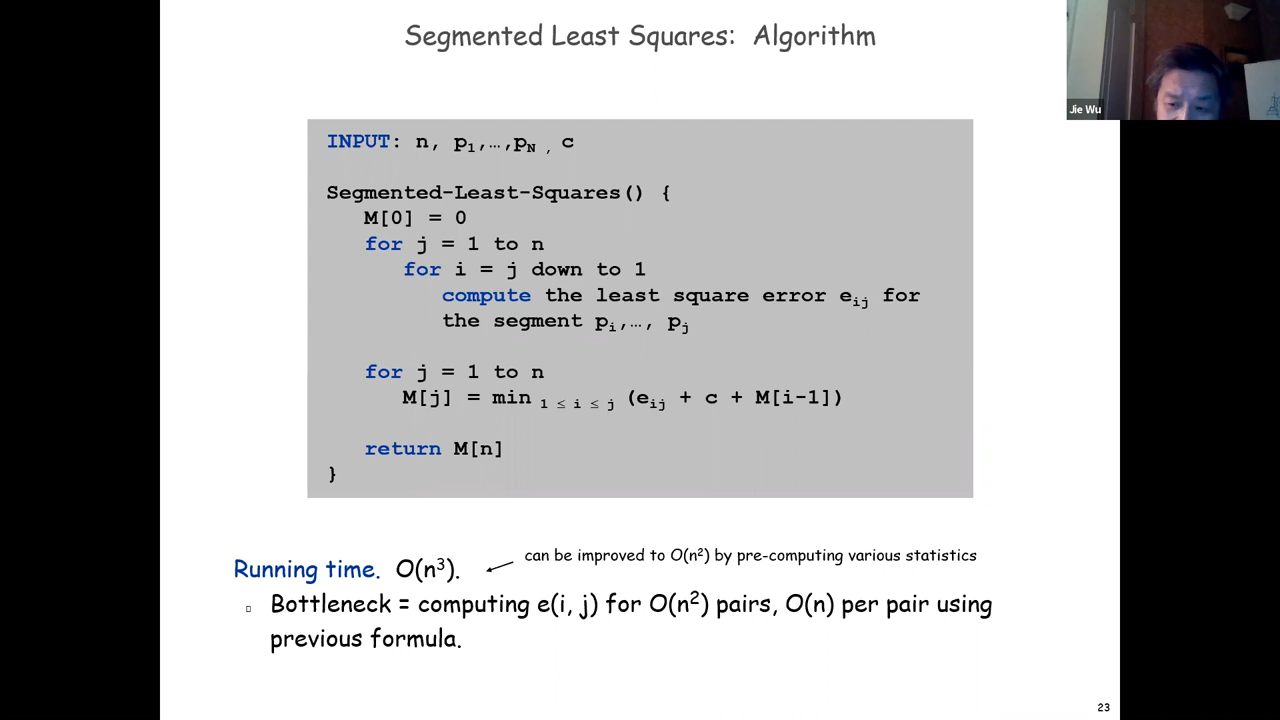 Segmented Least Squares: Algorithm
Jie Wu
INPUT: n, p1,…,pN , c
Segmented-Least-Squares() {
M[0] = 0
for j = 1 to n
for i = j down to 1
compute the least square error eij for
the segment pi,…, pj
for j = 1 to n
M[j] = min 1 ≤ i ≤ j (eij + c + M[i-1])
return M[n]
}
can be improved to O(n²) by pre-computing various statistics
Running time. O(n³).
Bottleneck = computing e(i, j) for O(n²) pairs, O(n) per pair using
previous formula.
23